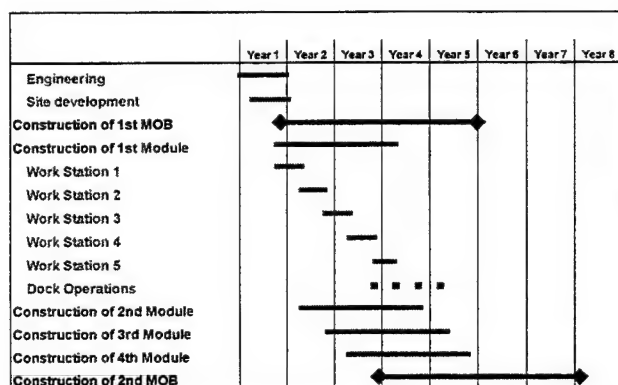 Year 1 Year 2 Year 3 Year 4 Year 5 Year 6 Year 7 Year 8
Engineering
Site development
Construction of 1st MOB
Construction of 1st Module
Work Station 1
Work Station 2
Work Station 3
Work Station 4
Work Station 5
Dock Operations
Construction of 2nd Module
Construction of 3rd Module
Construction of 4th Module
Construction of 2nd MOB